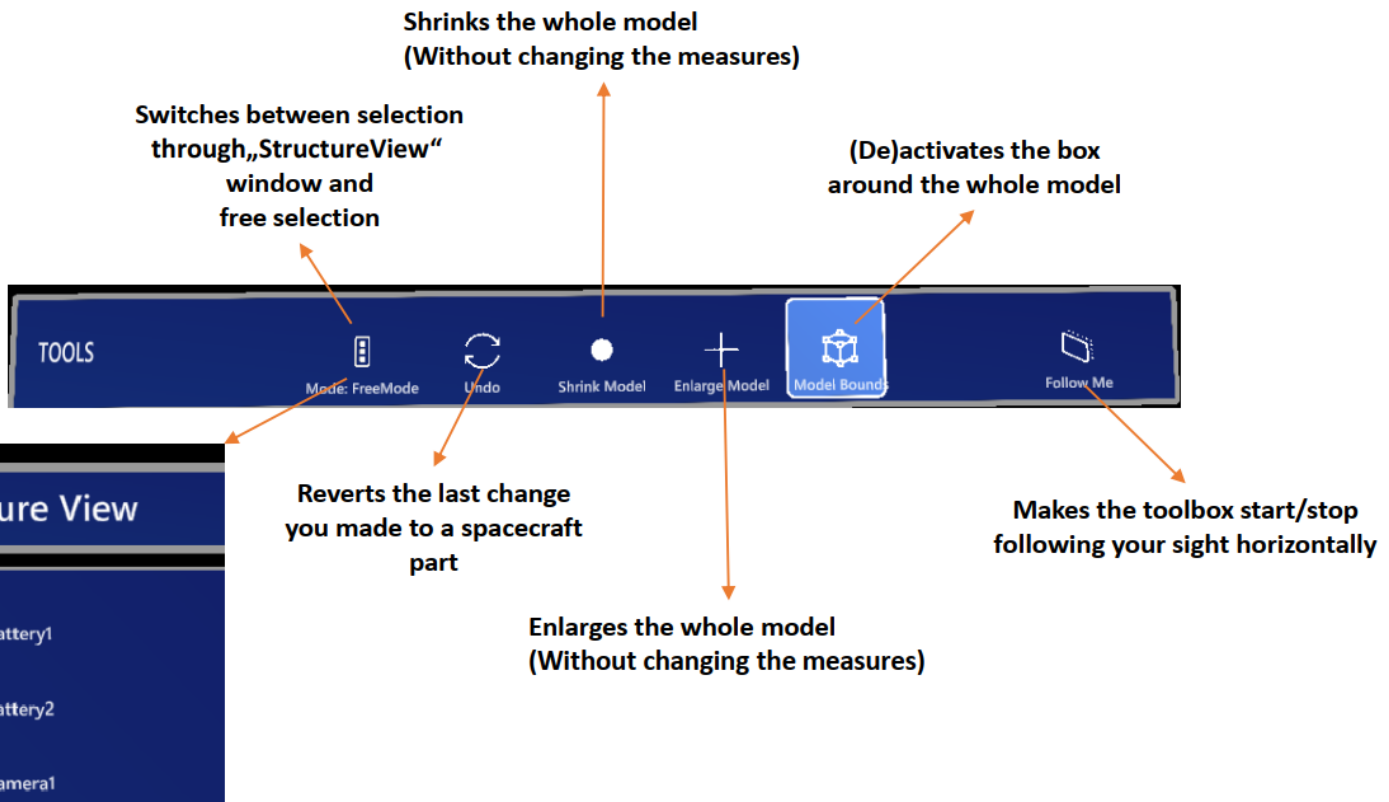 Shrinks the whole model
(Without changing the measures)
Switches between selection
through„StructureView“
window and
free selection
(De)activates the box
around the whole model
TOOLS
Mode: FreeMode
Undo
Shrink Model
Enlarge Model
Model Bounds
Follow Me
ure View
attery1
attery2
amera1
Reverts the last change
you made to a spacecraft
part
Makes the toolbox start/stop
following your sight horizontally
Enlarges the whole model
(Without changing the measures)